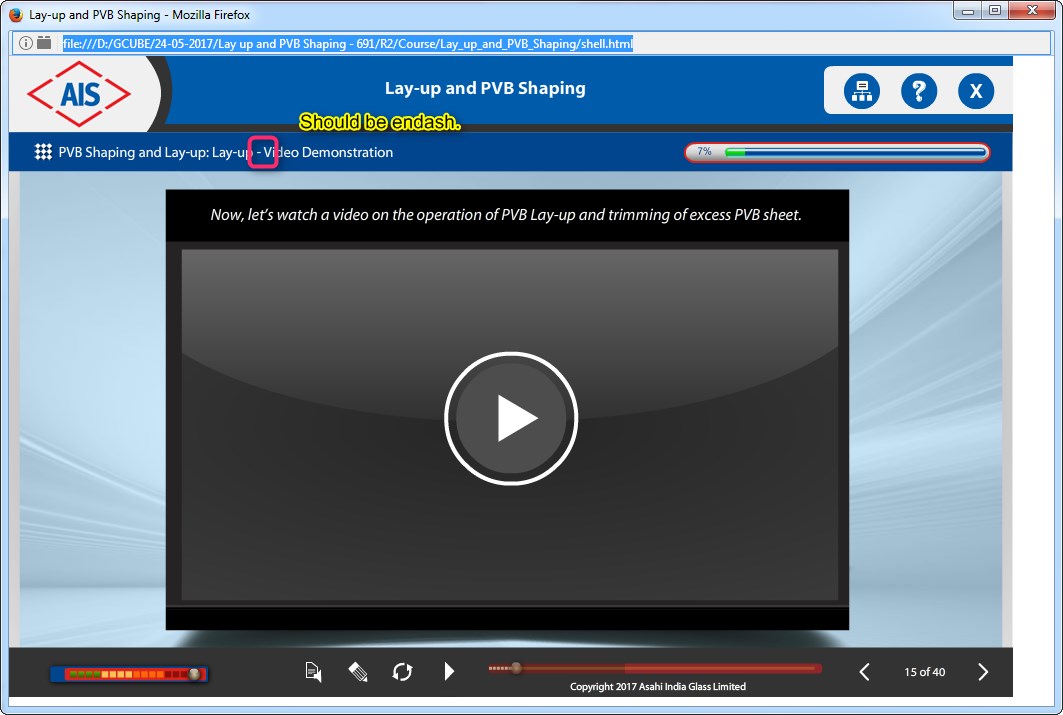 Lay-up and PVB Shaping - Mozilla Firefox
file:///D:/GCUBE/24-05-2017/Lay up and PVB Shaping - 691/R2/Course/Lay_up_and_PVB_Shaping/shell.html
AIS
Lay-up and PVB Shaping
?
X
Should be endash.
PVB Shaping and Lay-up: Lay-up - Video Demonstration
7%
Now, let's watch a video on the operation of PVB Lay-up and trimming of excess PVB sheet.
15 of 40
Copyright 2017 Asahi India Glass Limited